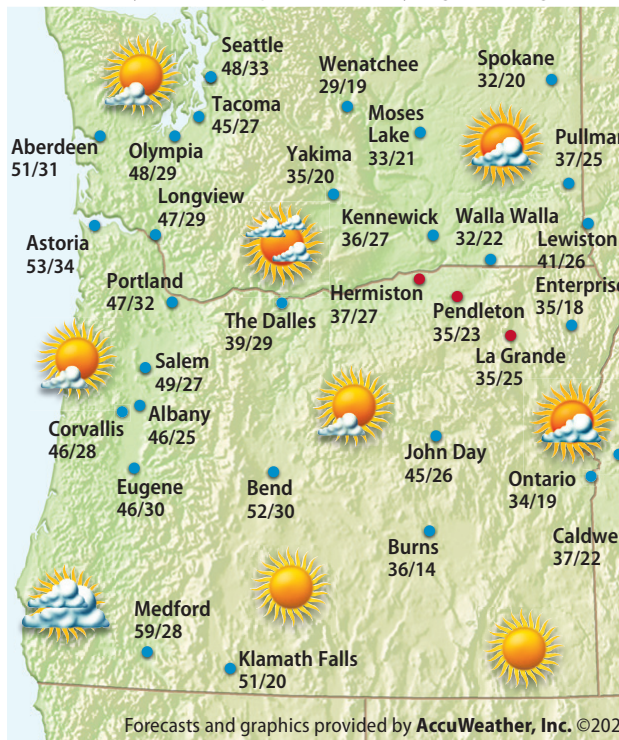 Seattle
48/33
Wenatchee
29/19
Spokane
32/20
Tacoma
45/27
Moses
Lake
33/21
Aberdeen
51/31
Olympia
48/29
Yakima
35/20
Pullman
37/25
Longview
47/29
Kennewick
36/27
Walla Walla
32/22
Astoria
53/34
Lewiston
41/26
Portland
47/32
The Dalles
39/29
Hermiston
37/27
Pendleton
35/23
Enterprise
35/18
La Grande
35/25
Salem
49/27
Albany
46/25
Corvallis
46/28
John Day
45/26
Eugene
46/30
Bend
52/30
Ontario
34/19
Burns
36/14
Caldwe
37/22
Medford
59/28
Klamath Falls
51/20
Forecasts and graphics provided by AccuWeather, Inc. ©202